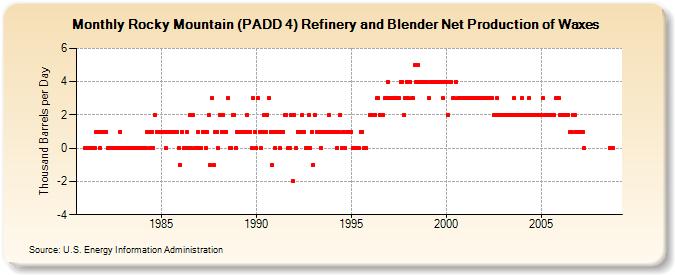 Monthly Rocky Mountain (PADD 4) Refinery and Blender Net Production of Waxes
Thousand Barrels per Day
6
4
2
0
-2
-4
1985 1990 1995 2000 2005
Source: U.S. Energy Information Administration